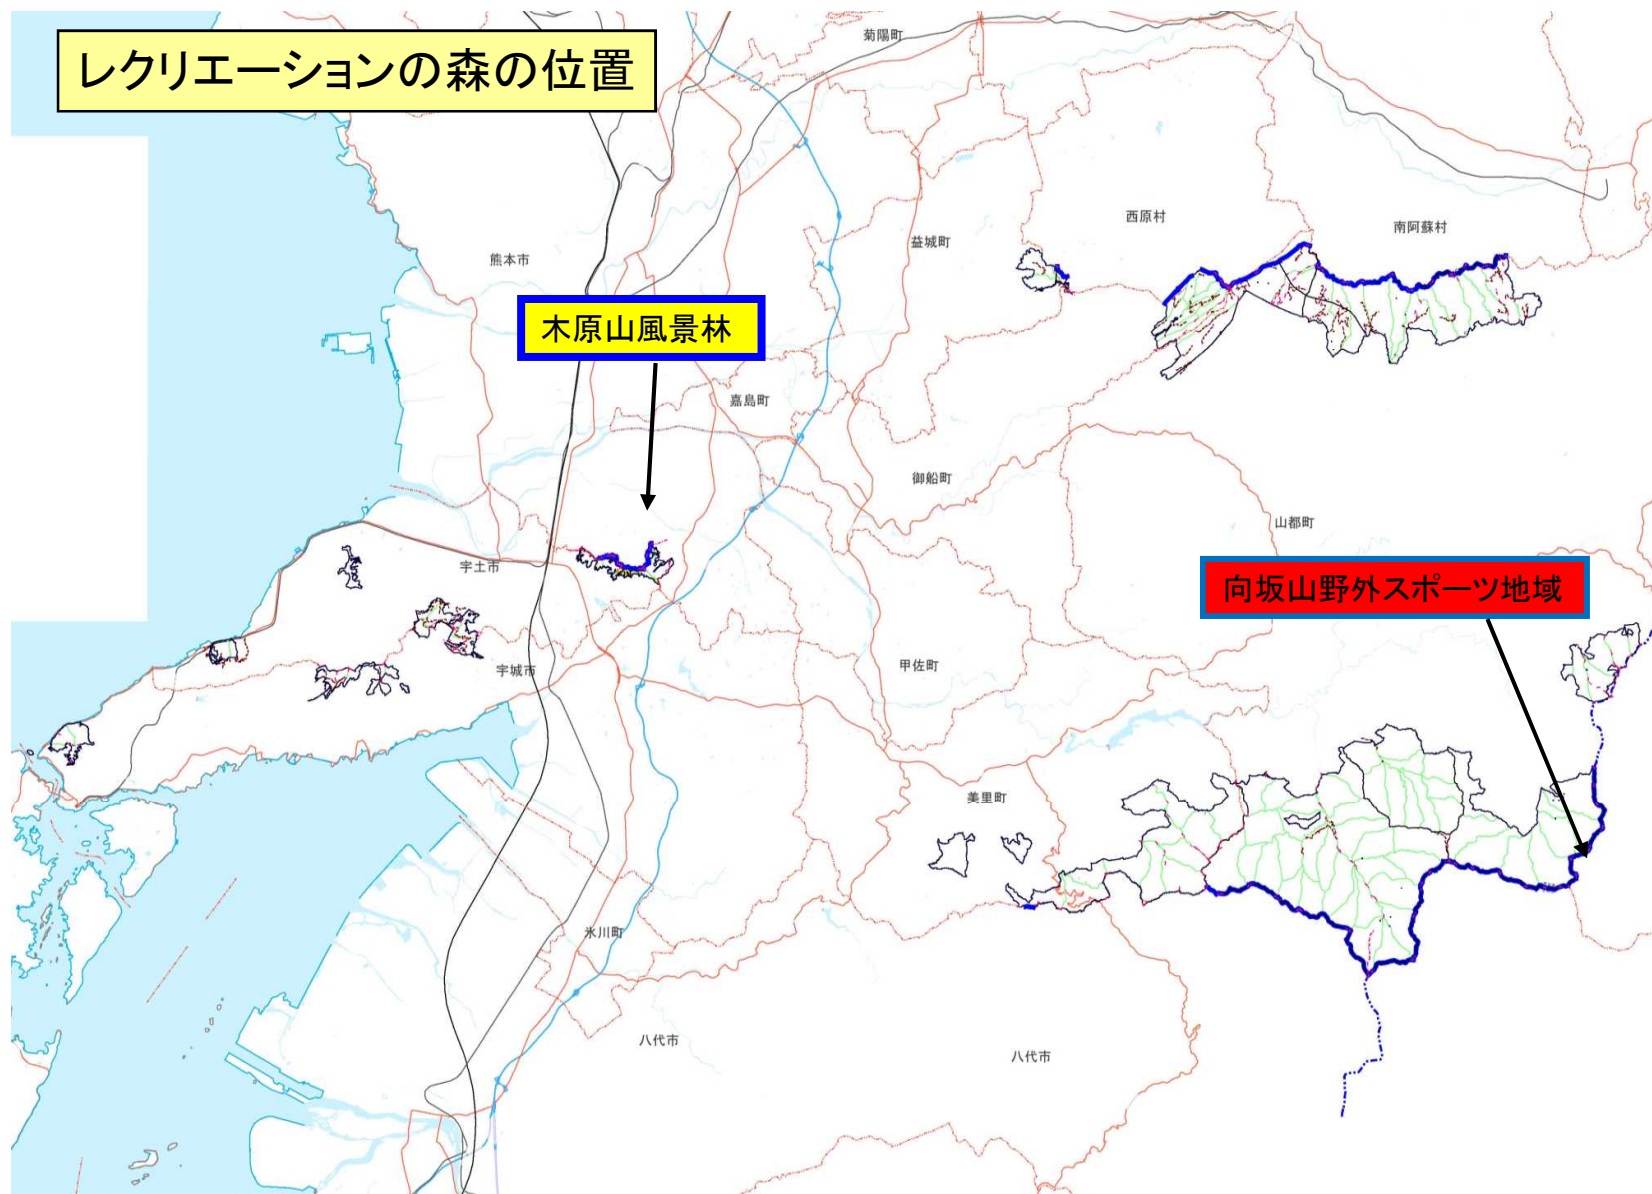 レクリエーションの森の位置
菊陽町
西原村
南阿蘇村
益城町
熊本市
木原山風景林
嘉島町
御船町
山都町
宇土市
向坂山野外スポーツ地域
宇城市
甲佐町
美里町
氷川町
八代市
八代市